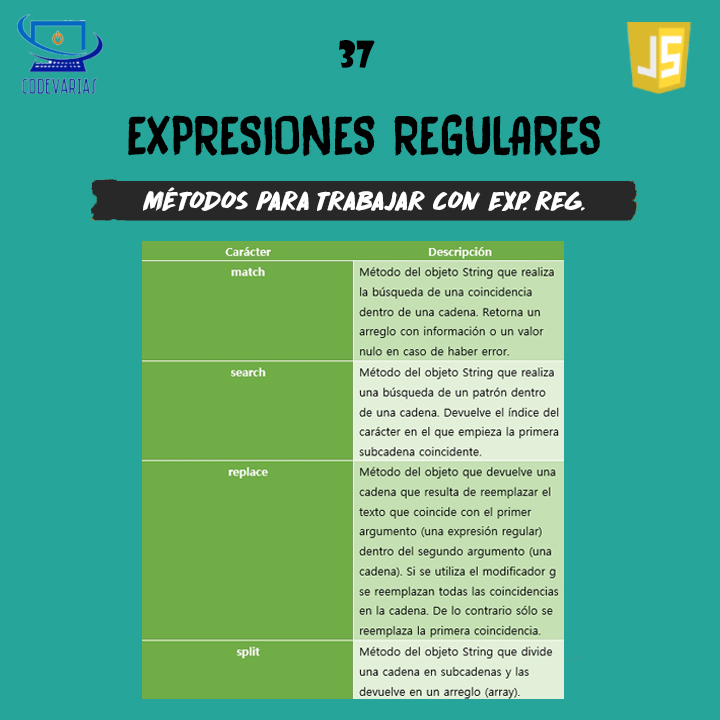 CODEVARIAS
37
JS
EXPRESIONES REGULARES
MÉTODOS PARA TRABAJAR CON EXP. REG.
Carácter Descripción
match Método del objeto String que realiza
la búsqueda de una coincidencia
dentro de una cadena. Retorna un
arreglo con información o un valor
nulo en caso de haber error.
search Método del objeto String que realiza
una búsqueda de un patrón dentro
de una cadena. Devuelve el índice del
carácter en el que empieza la primera
subcadena coincidente.
replace Método del objeto que devuelve una
cadena que resulta de reemplazar el
texto que coincide con el primer
argumento (una expresión regular)
dentro del segundo argumento (una
cadena). Si se utiliza el modificador g
se reemplazan todas las coincidencias
en la cadena. De lo contrario sólo se
reemplaza la primera coincidencia.
split Método del objeto String que divide
una cadena en subcadenas y las
devuelve en un arreglo (array).